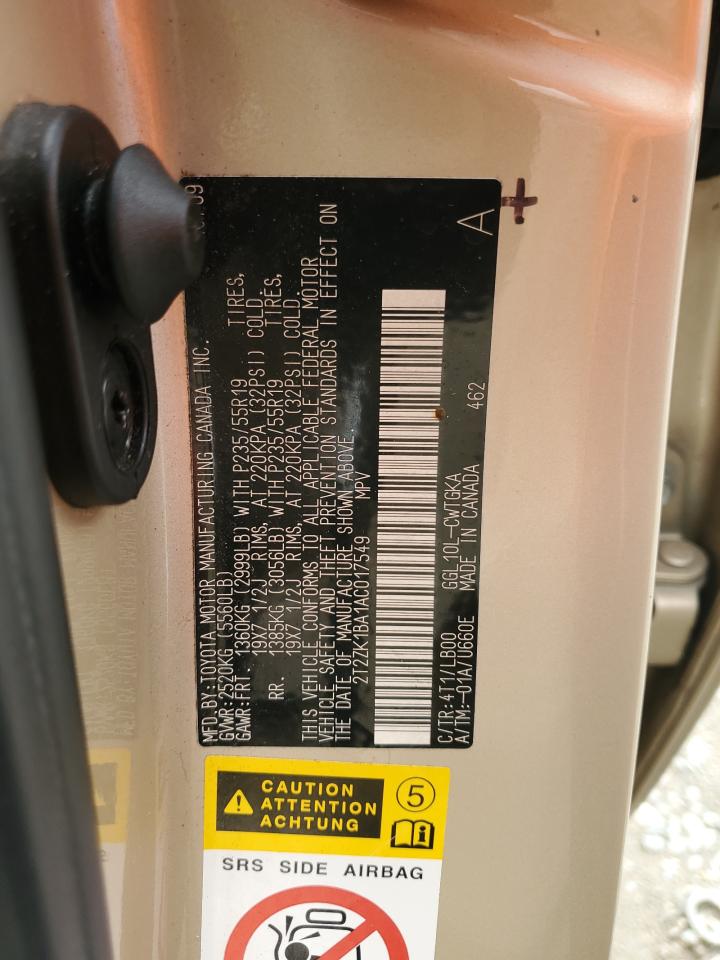 MFD.BY:TOYOTA MOTOR MANUFACTURING CANADA INC. 09
GVWR:2520KG (5560LB)
GAWR:FRT. 1360KG (2999LB) WITH P235/55R19 TIRES,
19X7 1/2J RIMS, AT 220KPA (32PSI) COLD.
RR. 1385KG (3056LB) WITH P235/55R19 TIRES,
19X7 1/2J RIMS, AT 220KPA (32PSI) COLD.
THIS VEHICLE CONFORMS TO ALL APPLICABLE FEDERAL MOTOR
VEHICLE SAFETY AND THEFT PREVENTION STANDARDS IN EFFECT ON
THE DATE OF MANUFACTURE SHOWN ABOVE.
2T2ZK1BA1AC017549 MPV
C/TR:4T1/LB00 GGL10L-CWTGKA 462 A
A/TM:-01A/U660E MADE IN CANADA
CAUTION
ATTENTION
ACHTUNG
5
SRS SIDE AIRBAG